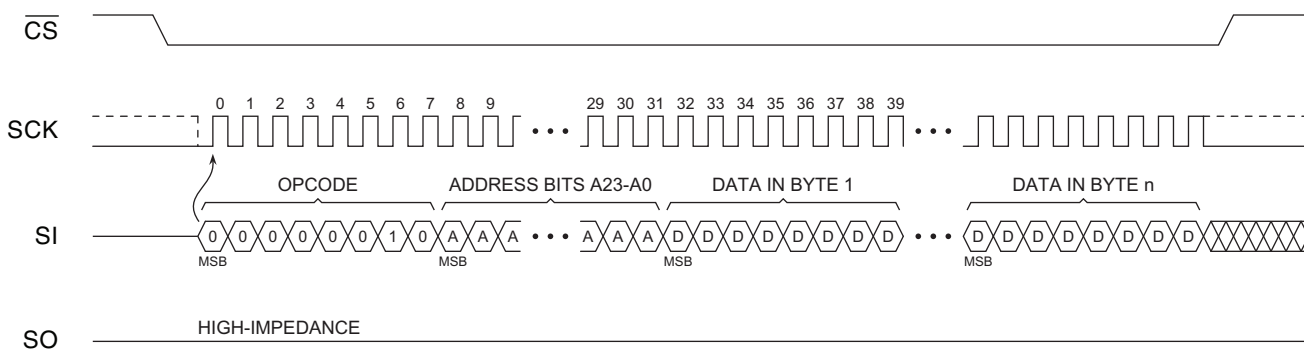 CS
0 1 2 3 4 5 6 7 8 9 29 30 31 32 33 34 35 36 37 38 39
SCK
OPCODE ADDRESS BITS A23-A0 DATA IN BYTE 1 DATA IN BYTE n
SI 0 0 0 0 0 0 1 0 A A A A A A D D D D D D D D D D D D D D D D
MSB MSB MSB MSB
HIGH-IMPEDANCE
SO